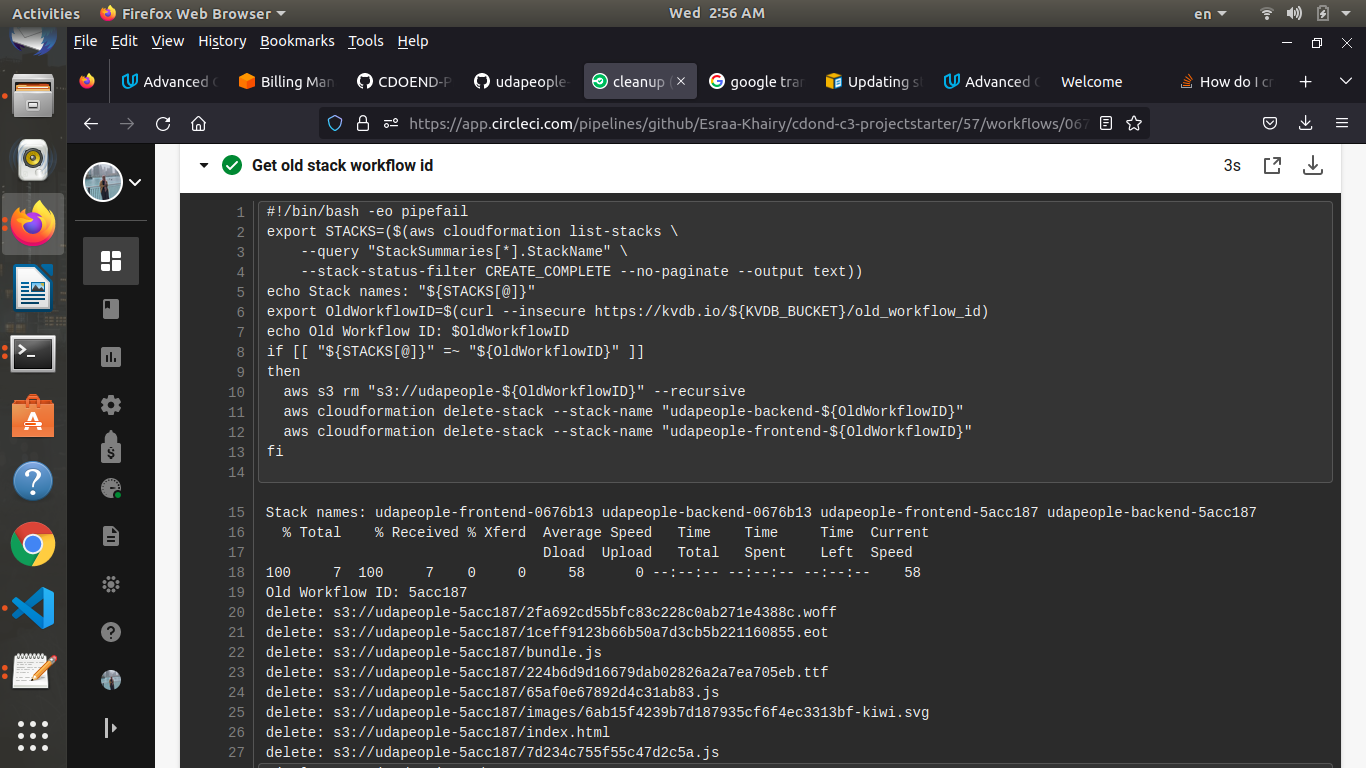 Activities Firefox Web Browser Wed 2:56 AM en
File Edit View History Bookmarks Tools Help
Advanced Billing Man CDOEND-P udapeople- cleanup google tran Updating s Advanced Welcome How do I cr
https://app.circleci.com/pipelines/github/Esraa-Khairy/cdond-c3-projectstarter/57/workflows/067
Get old stack workflow id 3s
1 #!/bin/bash -eo pipefail
2 export STACKS=($(aws cloudformation list-stacks \
3 --query "StackSummaries[*].StackName" \
4 --stack-status-filter CREATE_COMPLETE --no-paginate --output text))
5 echo Stack names: "${STACKS[@]}"
6 export OldWorkflowID=$(curl --insecure https://kvdb.io/${KVDB_BUCKET}/old_workflow_id)
7 echo Old Workflow ID: $OldWorkflowID
8 if [[ "${STACKS[@]}" =~ "${OldWorkflowID}" ]]
9 then
10 aws s3 rm "s3://udapeople-${OldWorkflowID}" --recursive
11 aws cloudformation delete-stack --stack-name "udapeople-backend-${OldWorkflowID}"
12 aws cloudformation delete-stack --stack-name "udapeople-frontend-${OldWorkflowID}"
13 fi
14
15 Stack names: udapeople-frontend-0676b13 udapeople-backend-0676b13 udapeople-frontend-5acc187 udapeople-backend-5acc187
16 % Total % Received % Xferd Average Speed Time Time Time Current
17 Dload Upload Total Spent Left Speed
18 100 7 100 7 0 0 58 0 --:--:-- --:--:-- --:--:-- 58
19 Old Workflow ID: 5acc187
20 delete: s3://udapeople-5acc187/2fa692cd55bfc83c228c0ab271e4388c.woff
21 delete: s3://udapeople-5acc187/1ceff9123b66b50a7d3cb5b221160855.eot
22 delete: s3://udapeople-5acc187/bundle.js
23 delete: s3://udapeople-5acc187/224b6d9d16679dab02826a2a7ea705eb.ttf
24 delete: s3://udapeople-5acc187/65af0e67892d4c31ab83.js
25 delete: s3://udapeople-5acc187/images/6ab15f4239b7d187935cf6f4ec3313bf-kiwi.svg
26 delete: s3://udapeople-5acc187/index.html
27 delete: s3://udapeople-5acc187/7d234c755f55c47d2c5a.js